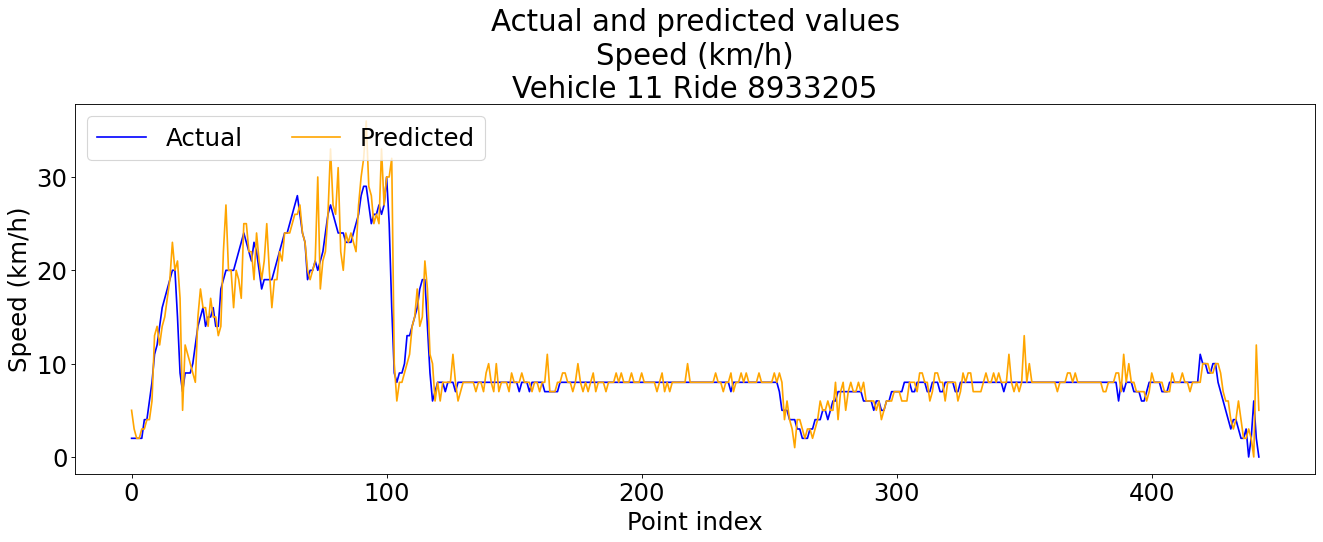 Actual and predicted values
Speed (km/h)
Vehicle 11 Ride 8933205
Actual Predicted
Speed (km/h)
30
20
10
0
0 100 200 300 400
Point index